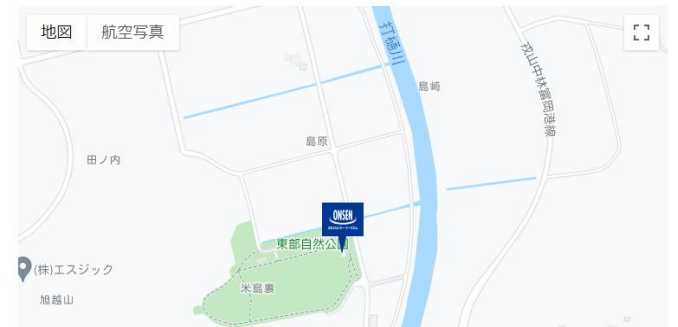 地図 航空写真
打樋川
戎山中林富岡港線
島崎
島原
田ノ内
ONSEN
東部自然公園
(株)エスジック
米島裏
旭越山